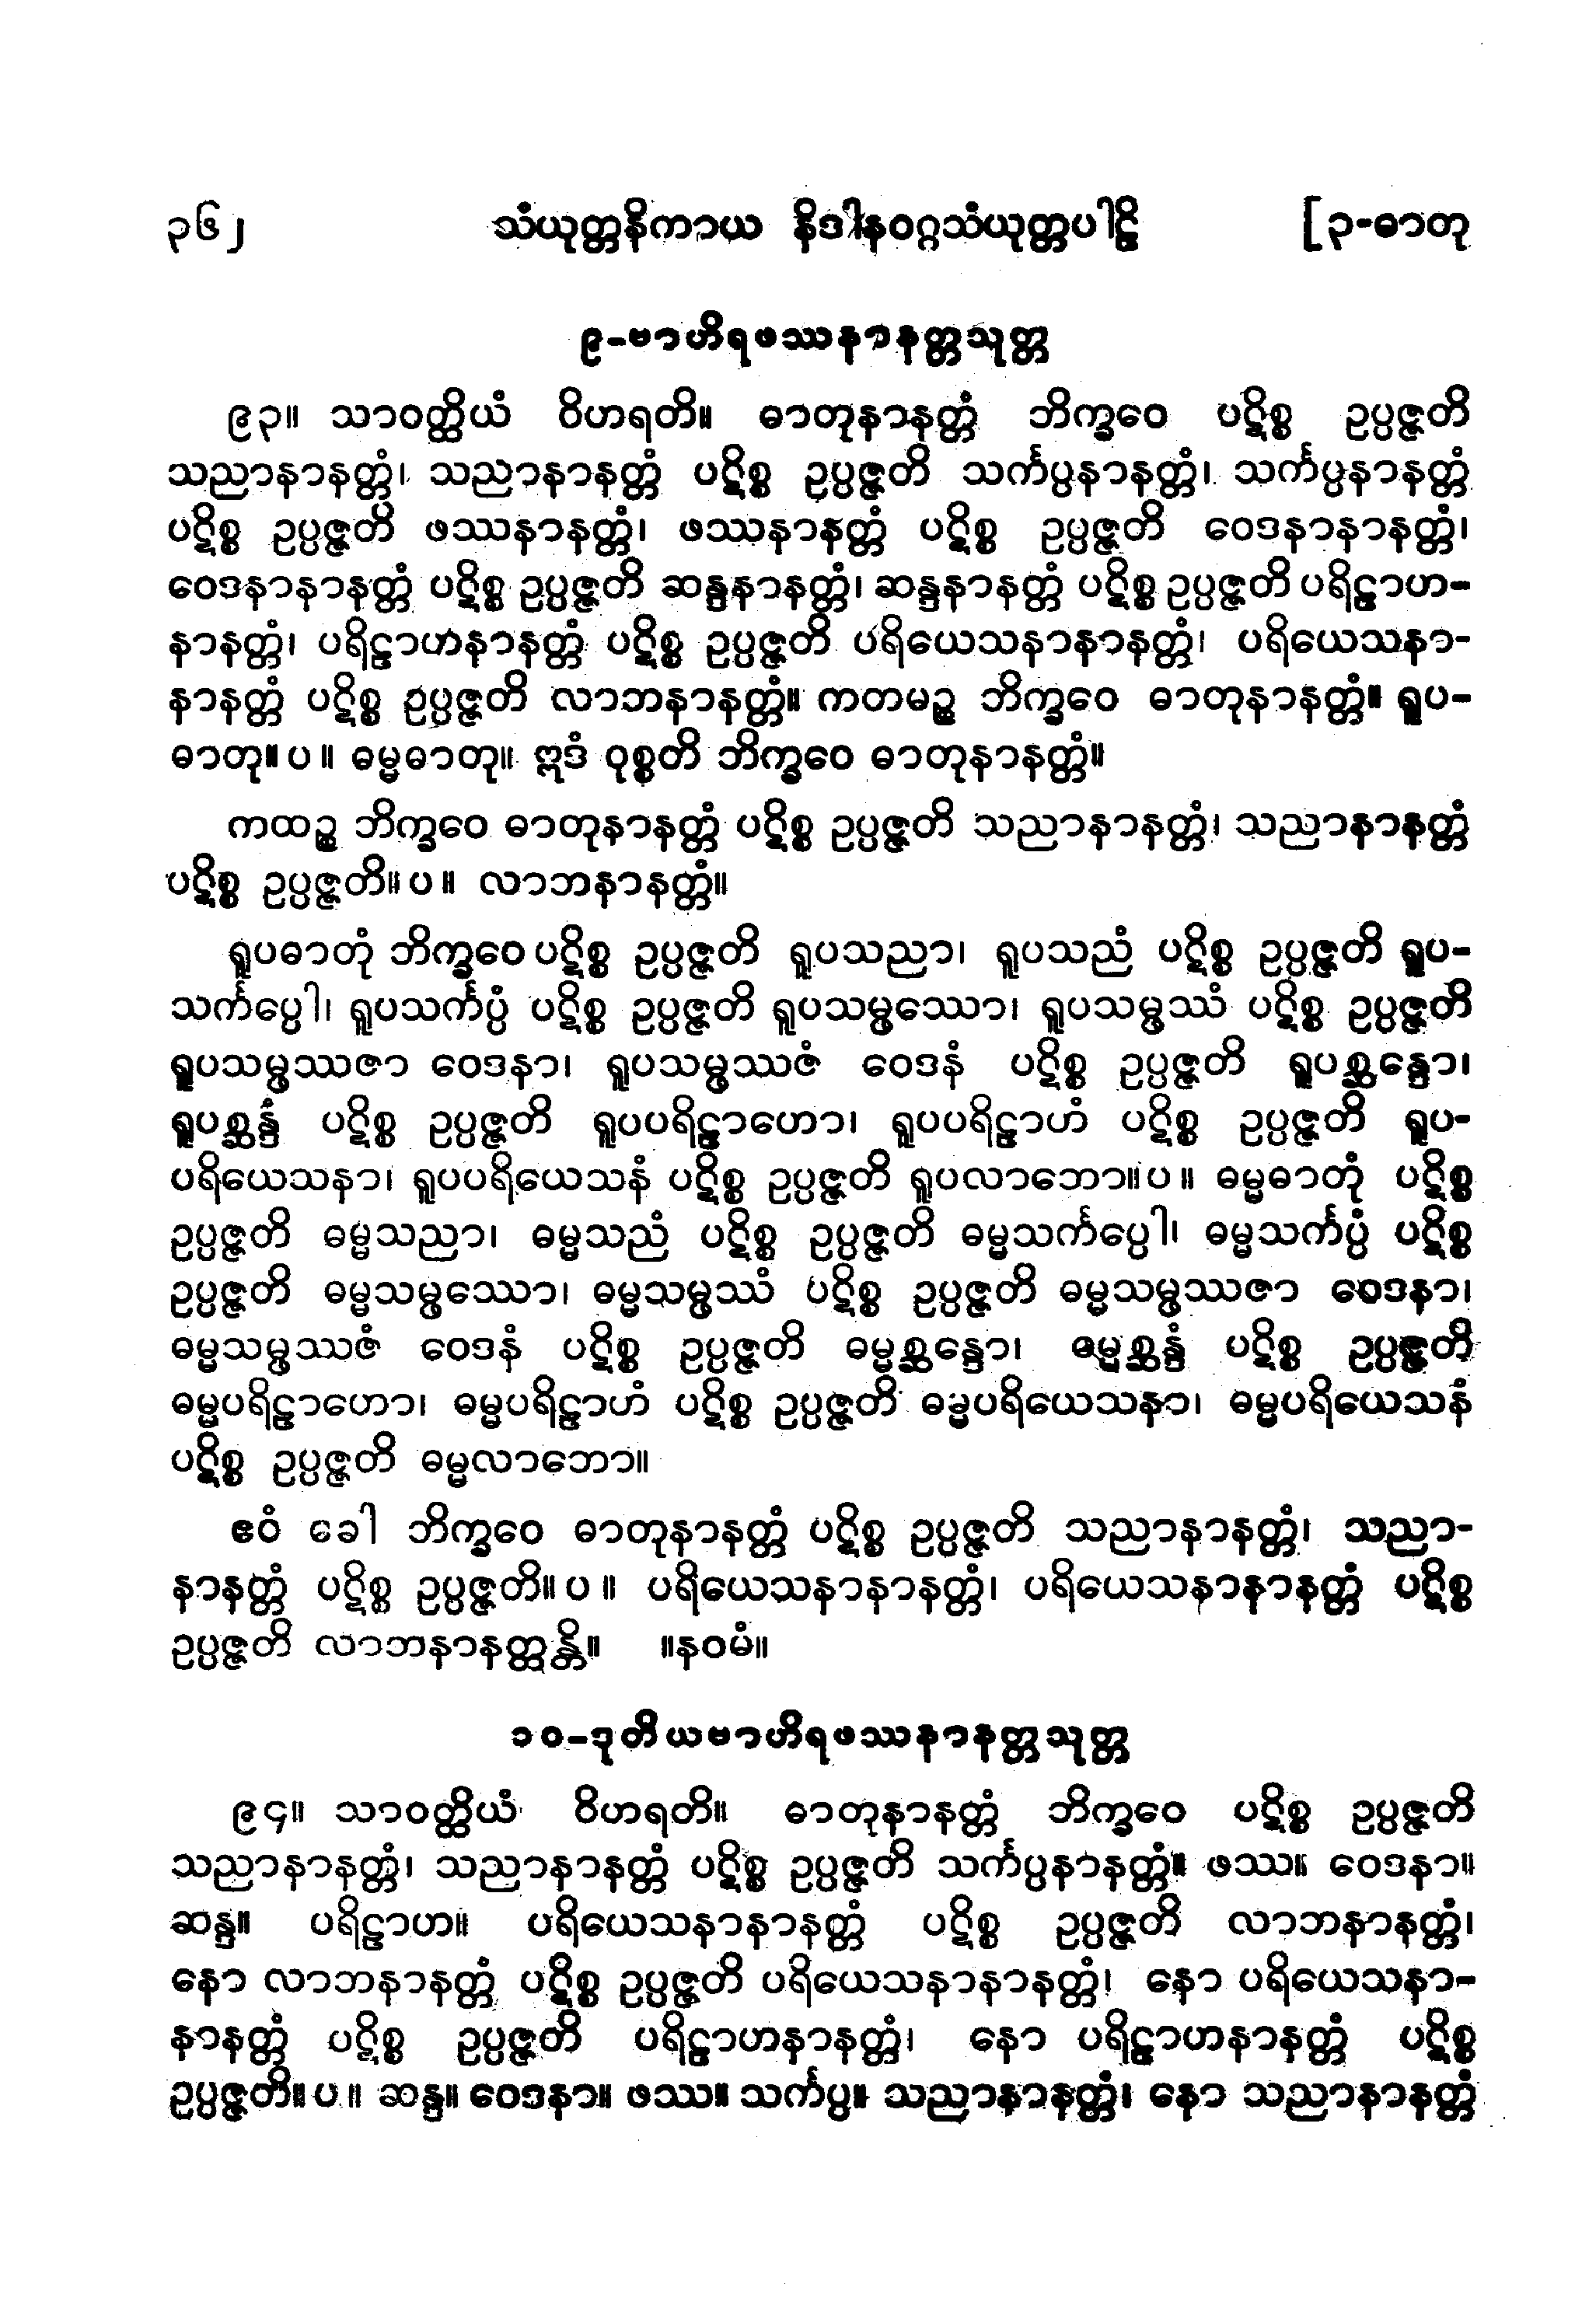 ၃၆၂ သံယုတ္တနိကာယ နိဒါနဝဂ္ဂသံယုတ္တပါဠိ [၃-ဓာတု
၉-ဗာဟိရဖဿနာနတ္တသုတ္တ
၉၃။ သာဝတ္ထိယံ ဝိဟရတိ။ ဓာတုနာနတ္တံ ဘိက္ခဝေ ပဋိစ္စ ဥပ္ပဇ္ဇတိ
သညာနာနတ္တံ၊ သညာနာနတ္တံ ပဋိစ္စ ဥပ္ပဇ္ဇတိ သင်္ကပ္ပနာနတ္တံ၊ သင်္ကပ္ပနာနတ္တံ
ပဋိစ္စ ဥပ္ပဇ္ဇတိ ဖဿနာနတ္တံ၊ ဖဿနာနတ္တံ ပဋိစ္စ ဥပ္ပဇ္ဇတိ ဝေဒနာနာနတ္တံ၊
ဝေဒနာနာနတ္တံ ပဋိစ္စ ဥပ္ပဇ္ဇတိ ဆန္ဒနာနတ္တံ၊ ဆန္ဒနာနတ္တံ ပဋိစ္စ ဥပ္ပဇ္ဇတိ ပရိဠာဟ-
နာနတ္တံ၊ ပရိဠာဟနာနတ္တံ ပဋိစ္စ ဥပ္ပဇ္ဇတိ ပရိယေသနာနာနတ္တံ၊ ပရိယေသနာ-
နာနတ္တံ ပဋိစ္စ ဥပ္ပဇ္ဇတိ လာဘနာနတ္တံ။ ကတမဉ္စ ဘိက္ခဝေ ဓာတုနာနတ္တံ။ ရူပ-
ဓာတု။ပ။ ဓမ္မဓာတု။ ဣဒံ ဝုစ္စတိ ဘိက္ခဝေ ဓာတုနာနတ္တံ။
ကထဉ္စ ဘိက္ခဝေ ဓာတုနာနတ္တံ ပဋိစ္စ ဥပ္ပဇ္ဇတိ သညာနာနတ္တံ၊ သညာနာနတ္တံ
ပဋိစ္စ ဥပ္ပဇ္ဇတိ။ပ။ လာဘနာနတ္တံ။
ရူပဓာတုံ ဘိက္ခဝေ ပဋိစ္စ ဥပ္ပဇ္ဇတိ ရူပသညာ၊ ရူပသညံ ပဋိစ္စ ဥပ္ပဇ္ဇတိ ရူပ-
သင်္ကပ္ပေါ၊ ရူပသင်္ကပ္ပံ ပဋိစ္စ ဥပ္ပဇ္ဇတိ ရူပသမ္ဖဿော၊ ရူပသမ္ဖဿံ ပဋိစ္စ ဥပ္ပဇ္ဇတိ
ရူပသမ္ဖဿဇာ ဝေဒနာ၊ ရူပသမ္ဖဿဇံ ဝေဒနံ ပဋိစ္စ ဥပ္ပဇ္ဇတိ ရူပစ္ဆန္ဒော၊
ရူပစ္ဆန္ဒံ ပဋိစ္စ ဥပ္ပဇ္ဇတိ ရူပပရိဠာဟော၊ ရူပပရိဠာဟံ ပဋိစ္စ ဥပ္ပဇ္ဇတိ ရူပ-
ပရိယေသနာ၊ ရူပပရိယေသနံ ပဋိစ္စ ဥပ္ပဇ္ဇတိ ရူပလာဘော။ပ။ ဓမ္မဓာတုံ ပဋိစ္စ
ဥပ္ပဇ္ဇတိ ဓမ္မသညာ၊ ဓမ္မသညံ ပဋိစ္စ ဥပ္ပဇ္ဇတိ ဓမ္မသင်္ကပ္ပေါ၊ ဓမ္မသင်္ကပ္ပံ ပဋိစ္စ
ဥပ္ပဇ္ဇတိ ဓမ္မသမ္ဖဿော၊ ဓမ္မသမ္ဖဿံ ပဋိစ္စ ဥပ္ပဇ္ဇတိ ဓမ္မသမ္ဖဿဇာ ဝေဒနာ၊
ဓမ္မသမ္ဖဿဇံ ဝေဒနံ ပဋိစ္စ ဥပ္ပဇ္ဇတိ ဓမ္မစ္ဆန္ဒော၊ ဓမ္မစ္ဆန္ဒံ ပဋိစ္စ ဥပ္ပဇ္ဇတိ
ဓမ္မပရိဠာဟော၊ ဓမ္မပရိဠာဟံ ပဋိစ္စ ဥပ္ပဇ္ဇတိ ဓမ္မပရိယေသနာ၊ ဓမ္မပရိယေသနံ
ပဋိစ္စ ဥပ္ပဇ္ဇတိ ဓမ္မလာဘော။
ဧဝံ ခေါ ဘိက္ခဝေ ဓာတုနာနတ္တံ ပဋိစ္စ ဥပ္ပဇ္ဇတိ သညာနာနတ္တံ၊ သညာ-
နာနတ္တံ ပဋိစ္စ ဥပ္ပဇ္ဇတိ။ပ။ ပရိယေသနာနာနတ္တံ၊ ပရိယေသနာနာနတ္တံ ပဋိစ္စ
ဥပ္ပဇ္ဇတိ လာဘနာနတ္တန္တိ။ ။နဝမံ။
၁၀-ဒုတိယဗာဟိရဖဿနာနတ္တသုတ္တ
၉၄။ သာဝတ္ထိယံ ဝိဟရတိ။ ဓာတုနာနတ္တံ ဘိက္ခဝေ ပဋိစ္စ ဥပ္ပဇ္ဇတိ
သညာနာနတ္တံ၊ သညာနာနတ္တံ ပဋိစ္စ ဥပ္ပဇ္ဇတိ သင်္ကပ္ပနာနတ္တံ။ ဖဿ။ ဝေဒနာ။
ဆန္ဒ။ ပရိဠာဟ။ ပရိယေသနာနာနတ္တံ ပဋိစ္စ ဥပ္ပဇ္ဇတိ လာဘနာနတ္တံ၊
နော လာဘနာနတ္တံ ပဋိစ္စ ဥပ္ပဇ္ဇတိ ပရိယေသနာနာနတ္တံ၊ နော ပရိယေသနာ-
နာနတ္တံ ပဋိစ္စ ဥပ္ပဇ္ဇတိ ပရိဠာဟနာနတ္တံ၊ နော ပရိဠာဟနာနတ္တံ ပဋိစ္စ
ဥပ္ပဇ္ဇတိ။ပ။ ဆန္ဒ။ ဝေဒနာ။ ဖဿ။ သင်္ကပ္ပ။ သညာနာနတ္တံ၊ နော သညာနာနတ္တံ